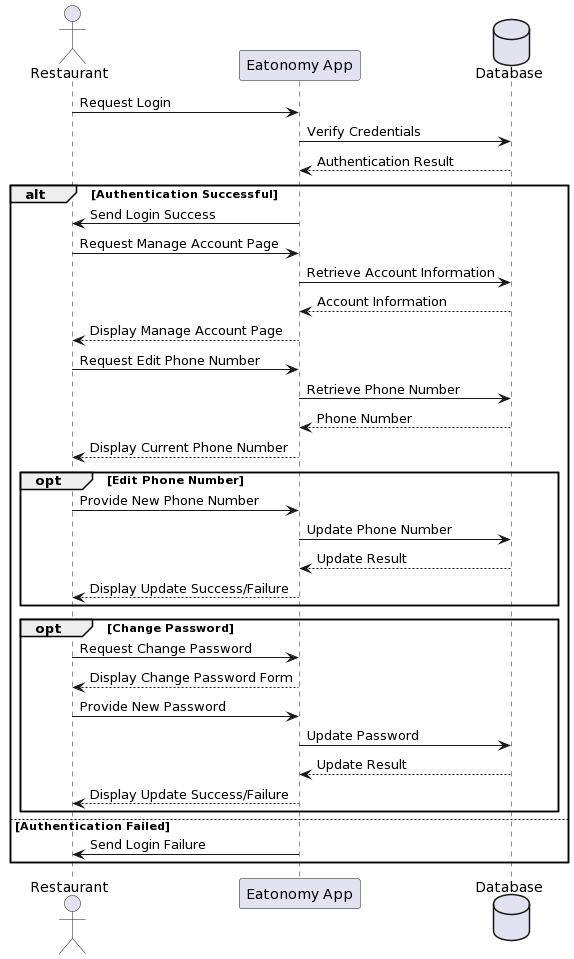 Restaurant
Eatonomy App
Database
Request Login
Verify Credentials
Authentication Result
alt
[Authentication Successful]
Send Login Success
Request Manage Account Page
Retrieve Account Information
Account Information
Display Manage Account Page
Request Edit Phone Number
Retrieve Phone Number
Phone Number
Display Current Phone Number
opt
[Edit Phone Number]
Provide New Phone Number
Update Phone Number
Update Result
Display Update Success/Failure
opt
[Change Password]
Request Change Password
Display Change Password Form
Provide New Password
Update Password
Update Result
Display Update Success/Failure
[Authentication Failed]
Send Login Failure
Restaurant
Eatonomy App
Database